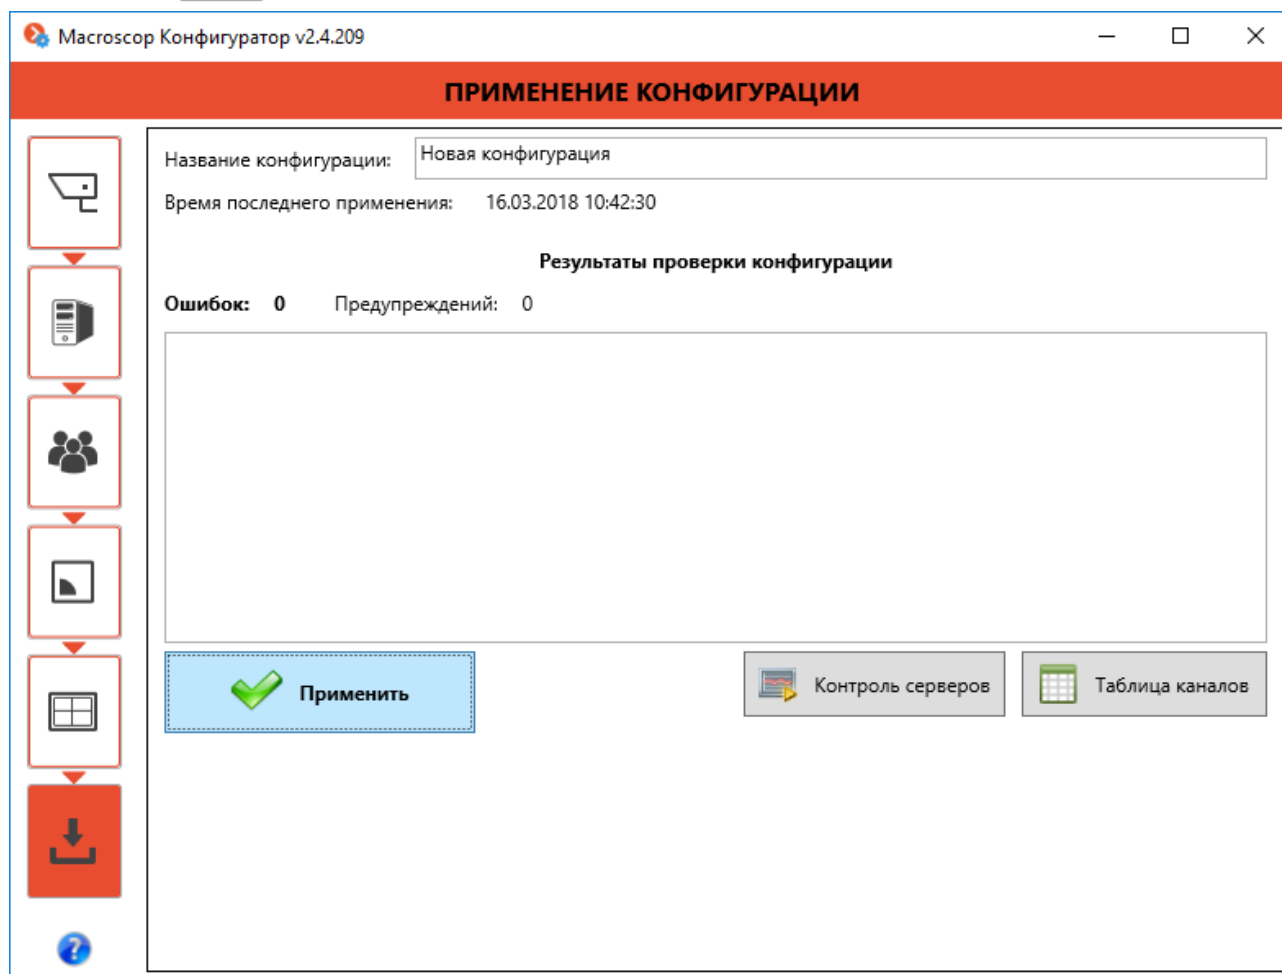 Macroscop Конфигуратор v2.4.209
ПРИМЕНЕНИЕ КОНФИГУРАЦИИ
Название конфигурации: Новая конфигурация
Время последнего применения: 16.03.2018 10:42:30
Результаты проверки конфигурации
Ошибок: 0 Предупреждений: 0
Применить Контроль серверов Таблица каналов
?